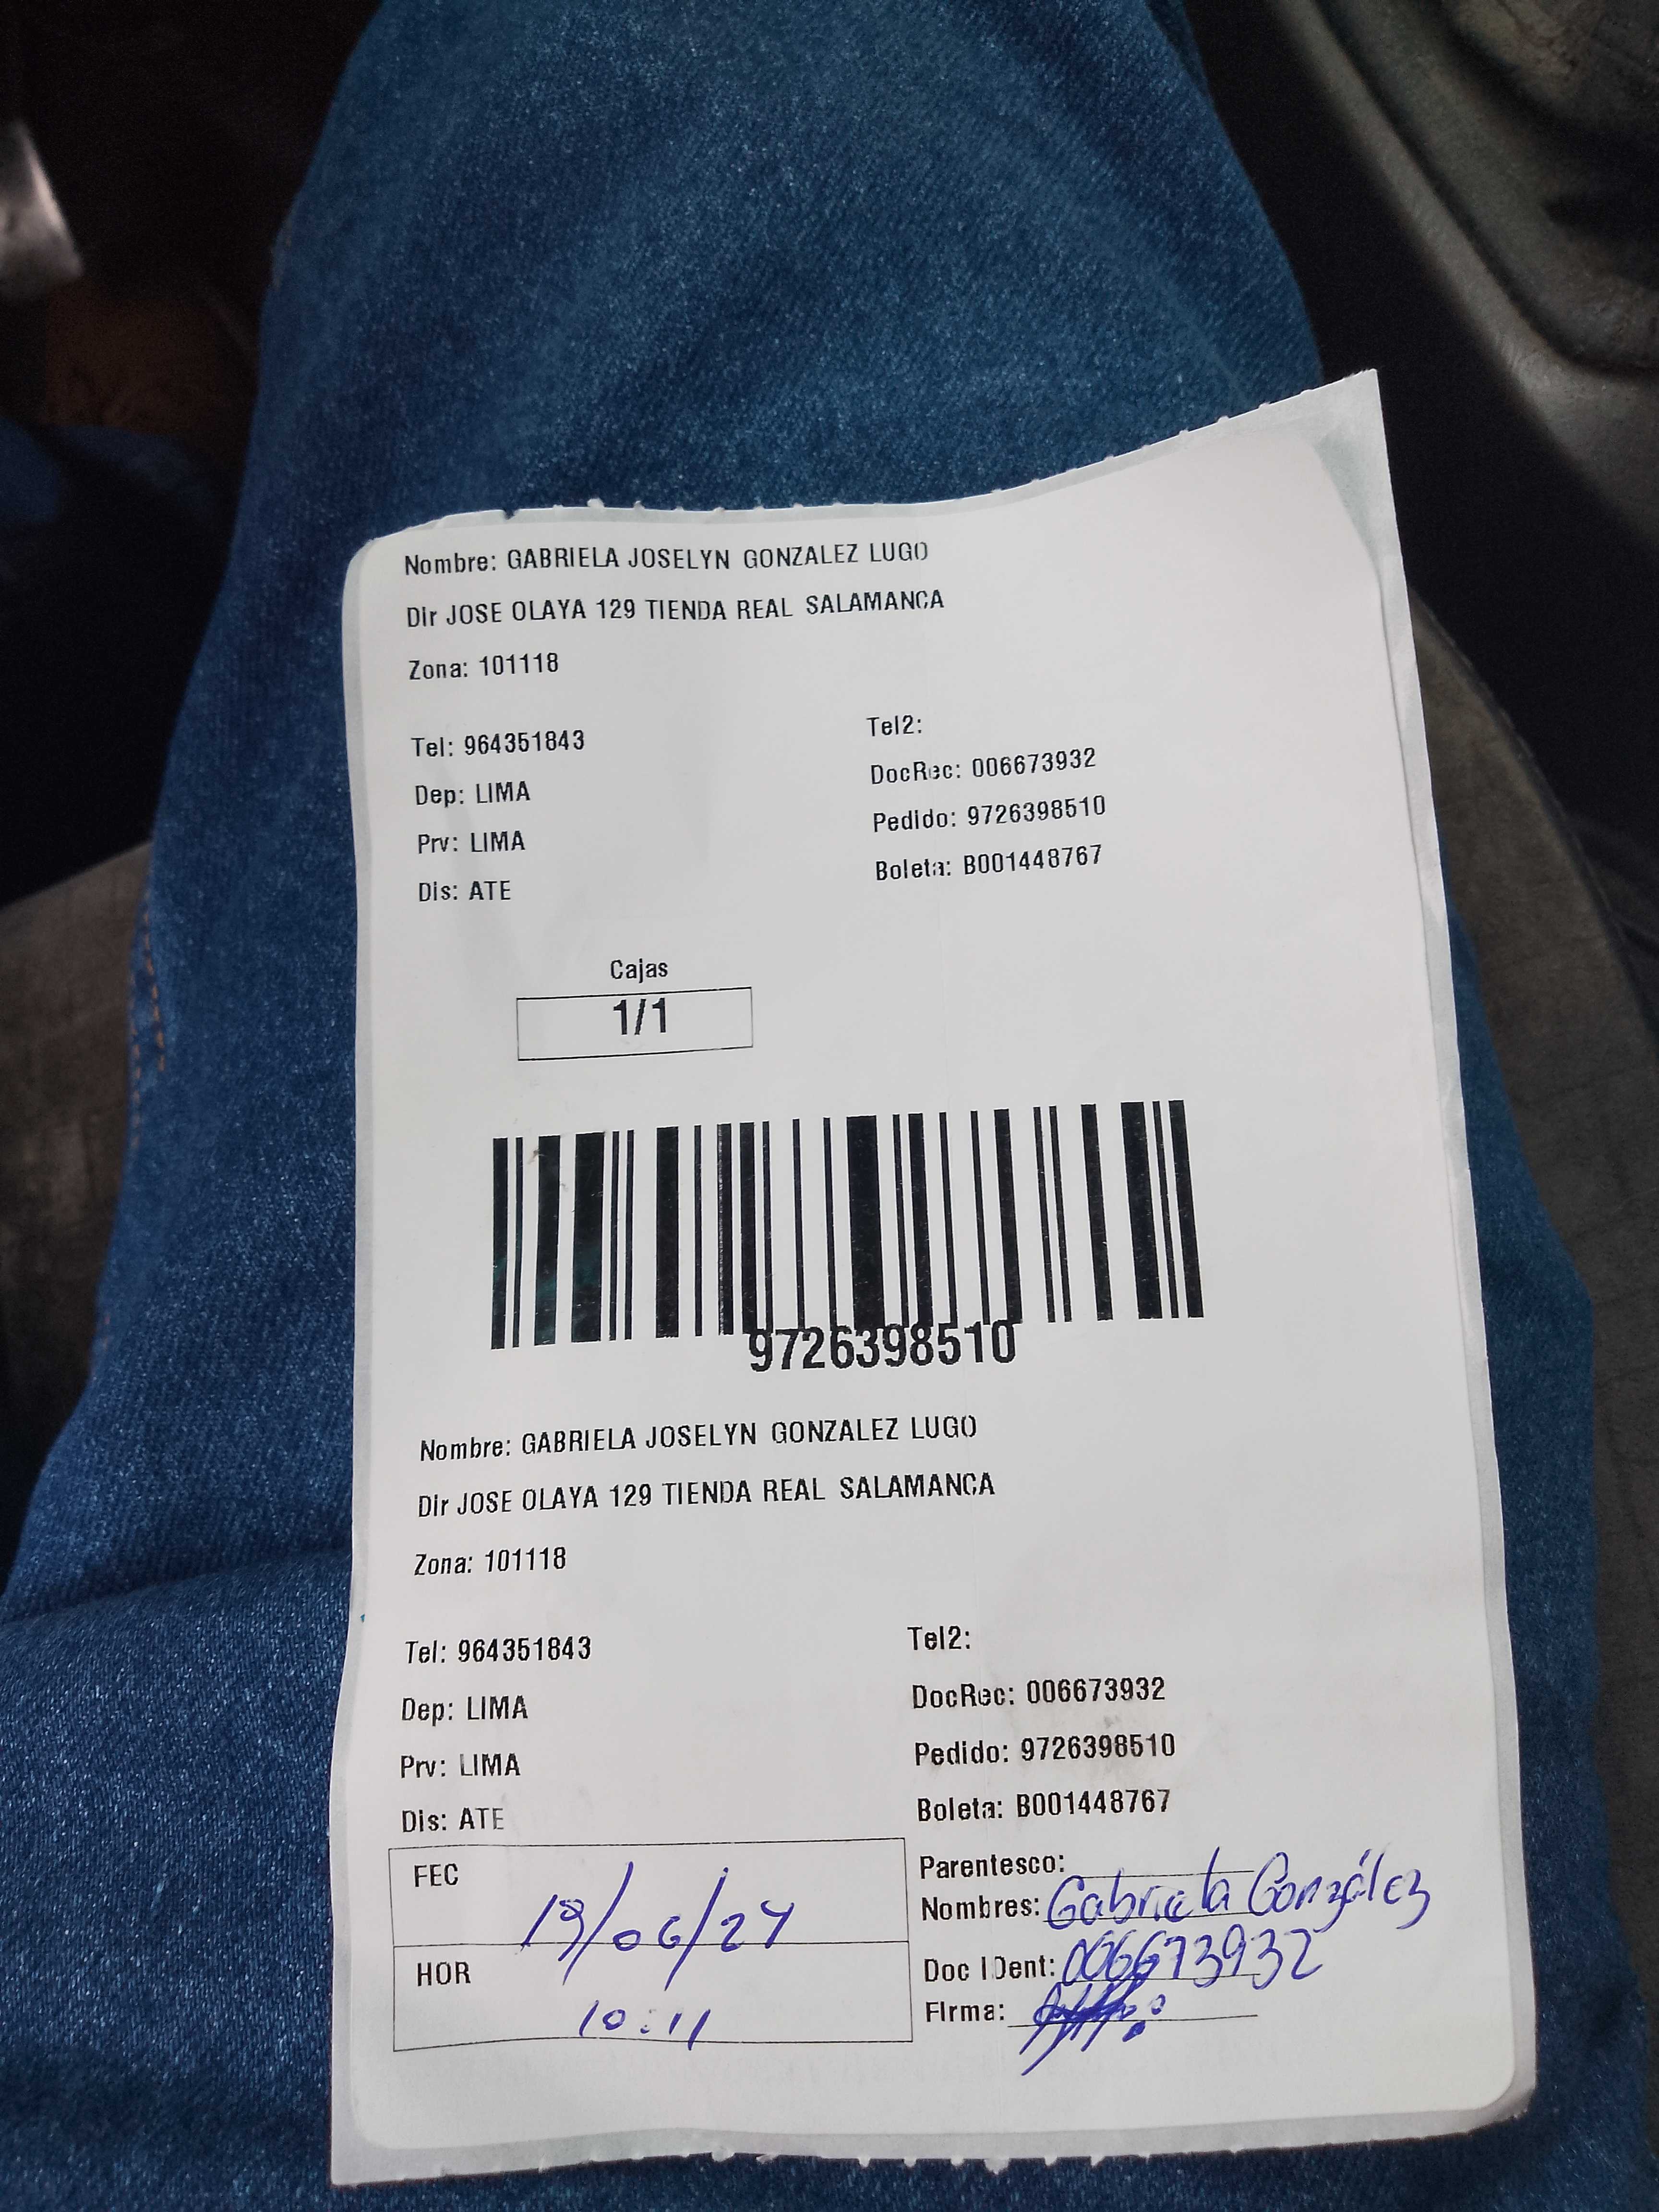 Nombre: GABRIELA JOSELYN GONZALEZ LUGO
Dir JOSE OLAYA 129 TIENDA REAL SALAMANCA
Zona: 101118
Tel: 964351843
Tel2:
Dep: LIMA
DocRec: 006673932
Prv: LIMA
Pedido: 9726398510
Dis: ATE
Boleta: B001448767
Cajas
1/1
9726398510
Nombre: GABRIELA JOSELYN GONZALEZ LUGO
Dir JOSE OLAYA 129 TIENDA REAL SALAMANCA
Zona: 101118
Tel: 964351843
Tel2:
Dep: LIMA
DocRec: 006673932
Prv: LIMA
Pedido: 9726398510
Dis: ATE
Boleta: B001448767
FEC
19/06/24
HOR
10:11
Parentesco:
Nombres: Gabriela González
Doc IDent: 006673932
Firma: